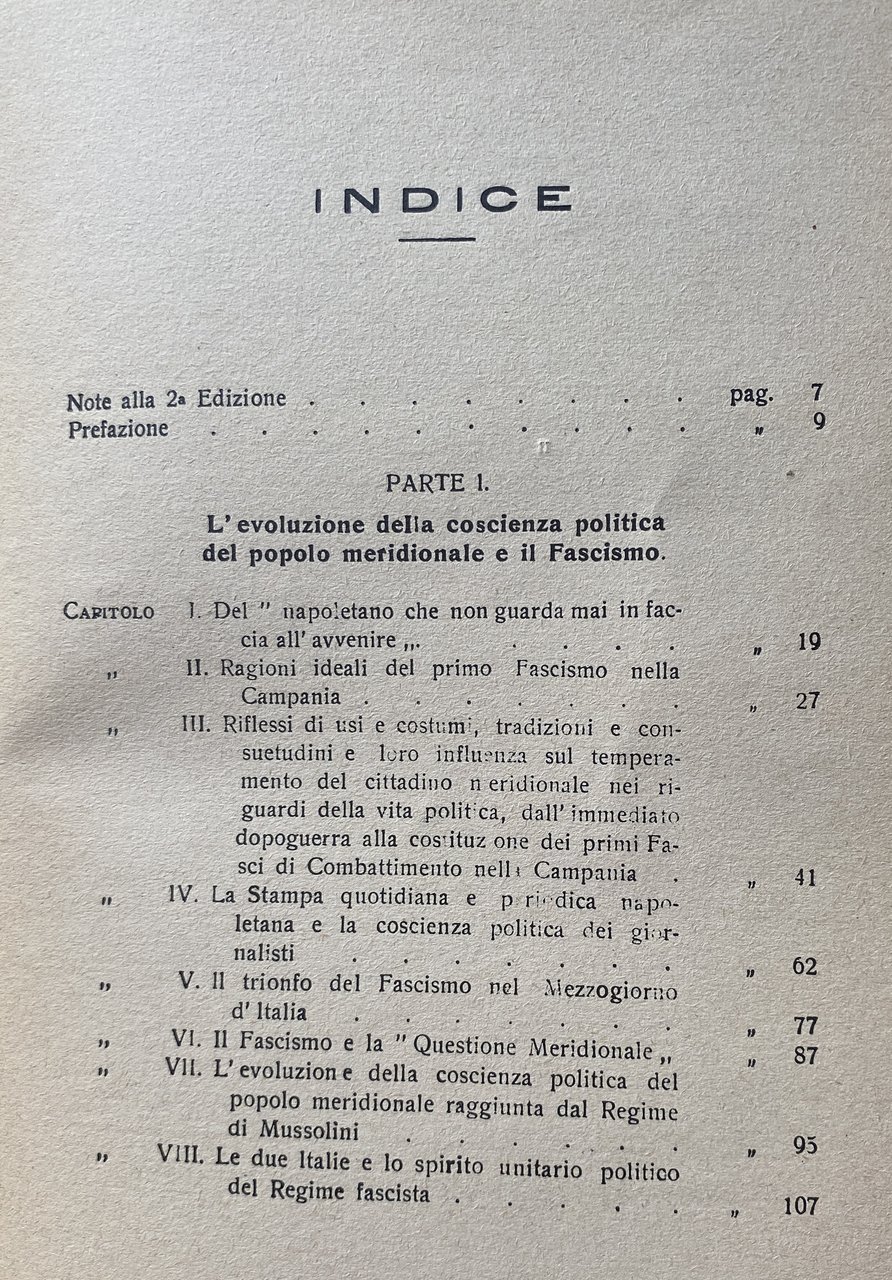 INDICE
Note alla 2a Edizione . . . . . . . . pag. 7
Prefazione . . . . . . . . . . „ 9
PARTE I.
L' evoluzione della coscienza politica
del popolo meridionale e il Fascismo.
CAPITOLO I. Del " napoletano che non guarda mai in fac-
cia all' avvenire „. . . . . „ 19
„ II. Ragioni ideali del primo Fascismo nella
Campania . . . . . . . „ 27
„ III. Riflessi di usi e costumi, tradizioni e con-
suetudini e loro influenza sul tempera-
mento del cittadino meridionale nei ri-
guardi della vita politica, dall' immediato
dopoguerra alla costituzione dei primi Fa-
sci di Combattimento nella Campania . „ 41
„ IV. La Stampa quotidiana e periodica napo-
letana e la coscienza politica dei gior-
nalisti . . . . . . . „ 62
„ V. Il trionfo del Fascismo nel Mezzogiorno
d' Italia . . . . . . . „ 77
„ VI. Il Fascismo e la " Questione Meridionale „ „ 87
„ VII. L' evoluzione della coscienza politica del
popolo meridionale raggiunta dal Regime
di Mussolini . . . . . . „ 95
„ VIII. Le due Italie e lo spirito unitario politico
del Regime fascista . . . . . „ 107